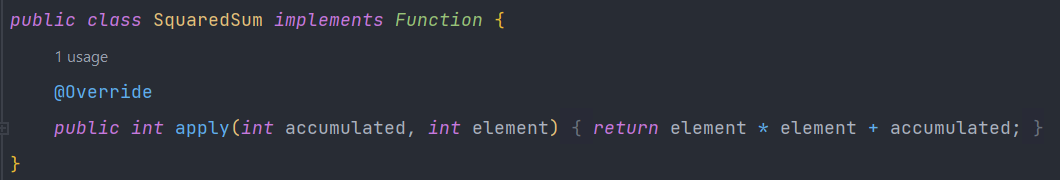 public class SquaredSum implements Function {
1 usage
@Override
public int apply(int accumulated, int element) { return element * element + accumulated; }
}